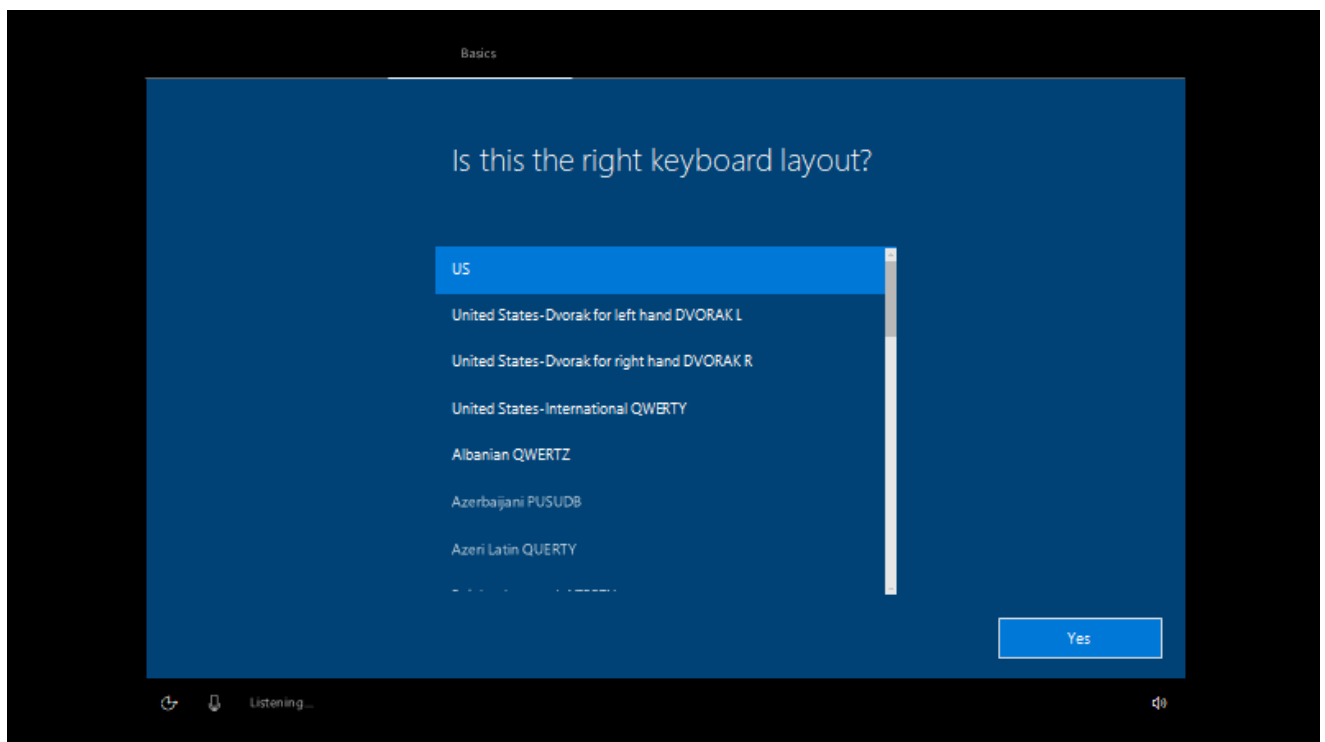 Basics
Is this the right keyboard layout?
US
United States-Dvorak for left hand DVORAK L
United States-Dvorak for right hand DVORAK R
United States-International QWERTY
Albanian QWERTZ
Azerbaijani PUSUDB
Azeri Latin QUERTY
Yes
Listening...